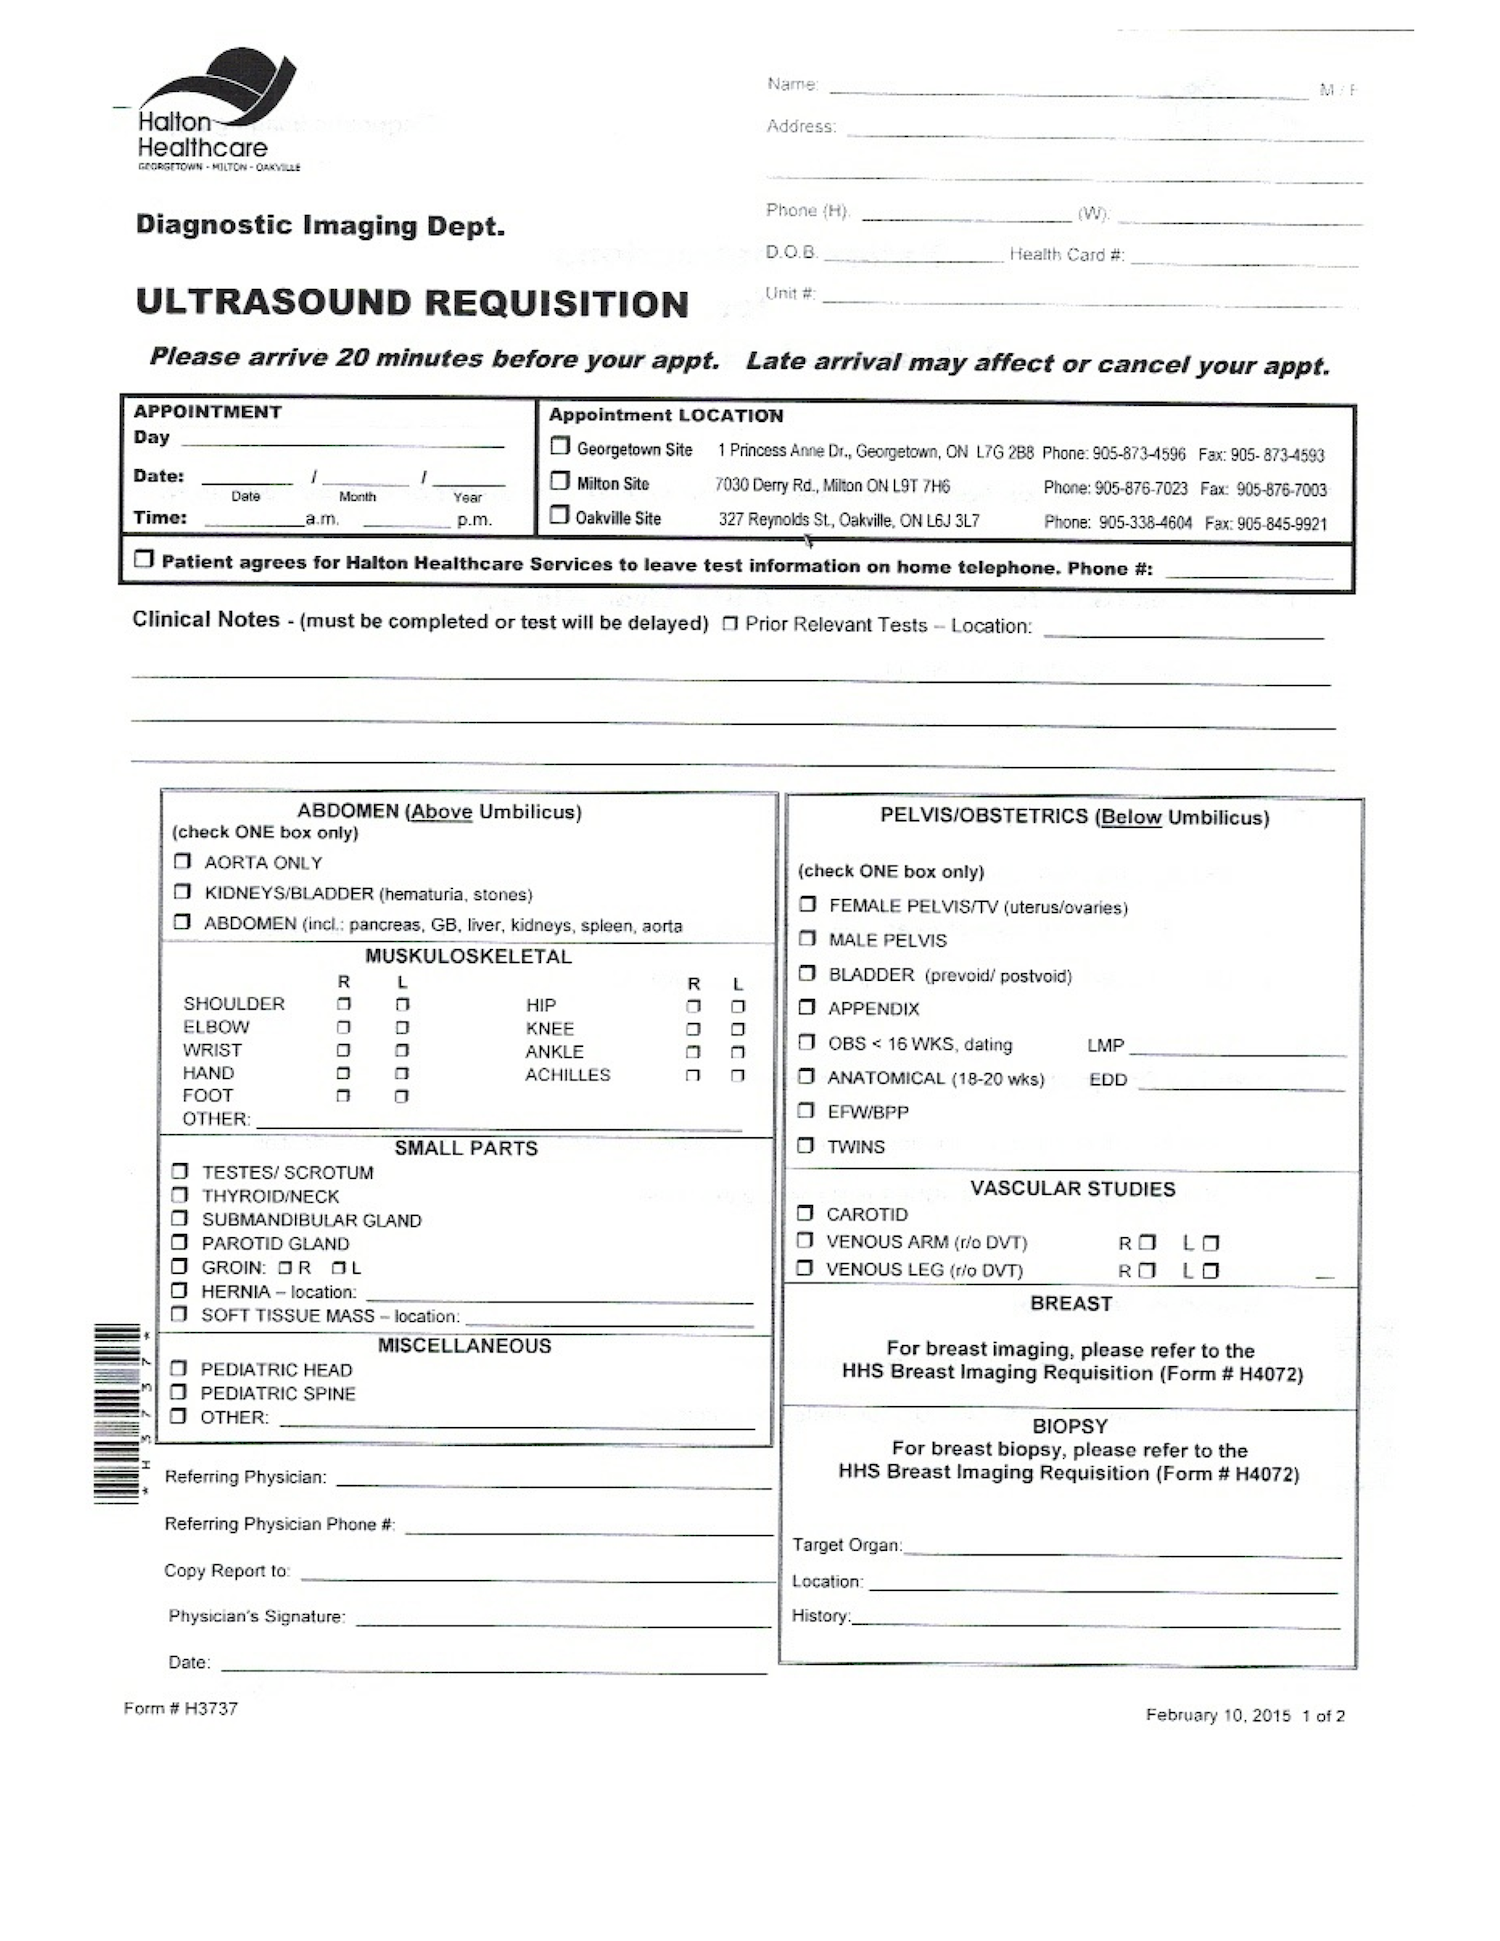 Halton
Healthcare
GEORGETOWN - MILTON - OAKVILLE
Name: M / F
Address:
Phone (H). (W):
D.O.B. Health Card #:
Unit #:
Diagnostic Imaging Dept.
ULTRASOUND REQUISITION
Please arrive 20 minutes before your appt. Late arrival may affect or cancel your appt.
APPOINTMENT
Day
Date: / /
Date Month Year
Time: a.m. p.m.
Appointment LOCATION
Georgetown Site 1 Princess Anne Dr., Georgetown, ON L7G 2B8 Phone: 905-873-4596 Fax: 905- 873-4593
Milton Site 7030 Derry Rd., Milton ON L9T 7H6 Phone: 905-876-7023 Fax: 905-876-7003
Oakville Site 327 Reynolds St., Oakville, ON L6J 3L7 Phone: 905-338-4604 Fax: 905-845-9921
Patient agrees for Halton Healthcare Services to leave test information on home telephone. Phone #:
Clinical Notes - (must be completed or test will be delayed) Prior Relevant Tests – Location:
ABDOMEN (Above Umbilicus)
(check ONE box only)
AORTA ONLY
KIDNEYS/BLADDER (hematuria, stones)
ABDOMEN (incl.: pancreas, GB, liver, kidneys, spleen, aorta
MUSKULOSKELETAL
R L R L
SHOULDER HIP
ELBOW KNEE
WRIST ANKLE
HAND ACHILLES
FOOT
OTHER:
SMALL PARTS
TESTES/ SCROTUM
THYROID/NECK
SUBMANDIBULAR GLAND
PAROTID GLAND
GROIN: R L
HERNIA – location:
SOFT TISSUE MASS – location:
MISCELLANEOUS
PEDIATRIC HEAD
PEDIATRIC SPINE
OTHER:
*H3737*
Referring Physician:
Referring Physician Phone #:
Copy Report to:
Physician's Signature:
Date:
PELVIS/OBSTETRICS (Below Umbilicus)
(check ONE box only)
FEMALE PELVIS/TV (uterus/ovaries)
MALE PELVIS
BLADDER (prevoid/ postvoid)
APPENDIX
OBS < 16 WKS, dating LMP
ANATOMICAL (18-20 wks) EDD
EFW/BPP
TWINS
VASCULAR STUDIES
CAROTID
VENOUS ARM (r/o DVT) R L
VENOUS LEG (r/o DVT) R L
BREAST
For breast imaging, please refer to the
HHS Breast Imaging Requisition (Form # H4072)
BIOPSY
For breast biopsy, please refer to the
HHS Breast Imaging Requisition (Form # H4072)
Target Organ:
Location:
History:
Form # H3737
February 10, 2015 1 of 2